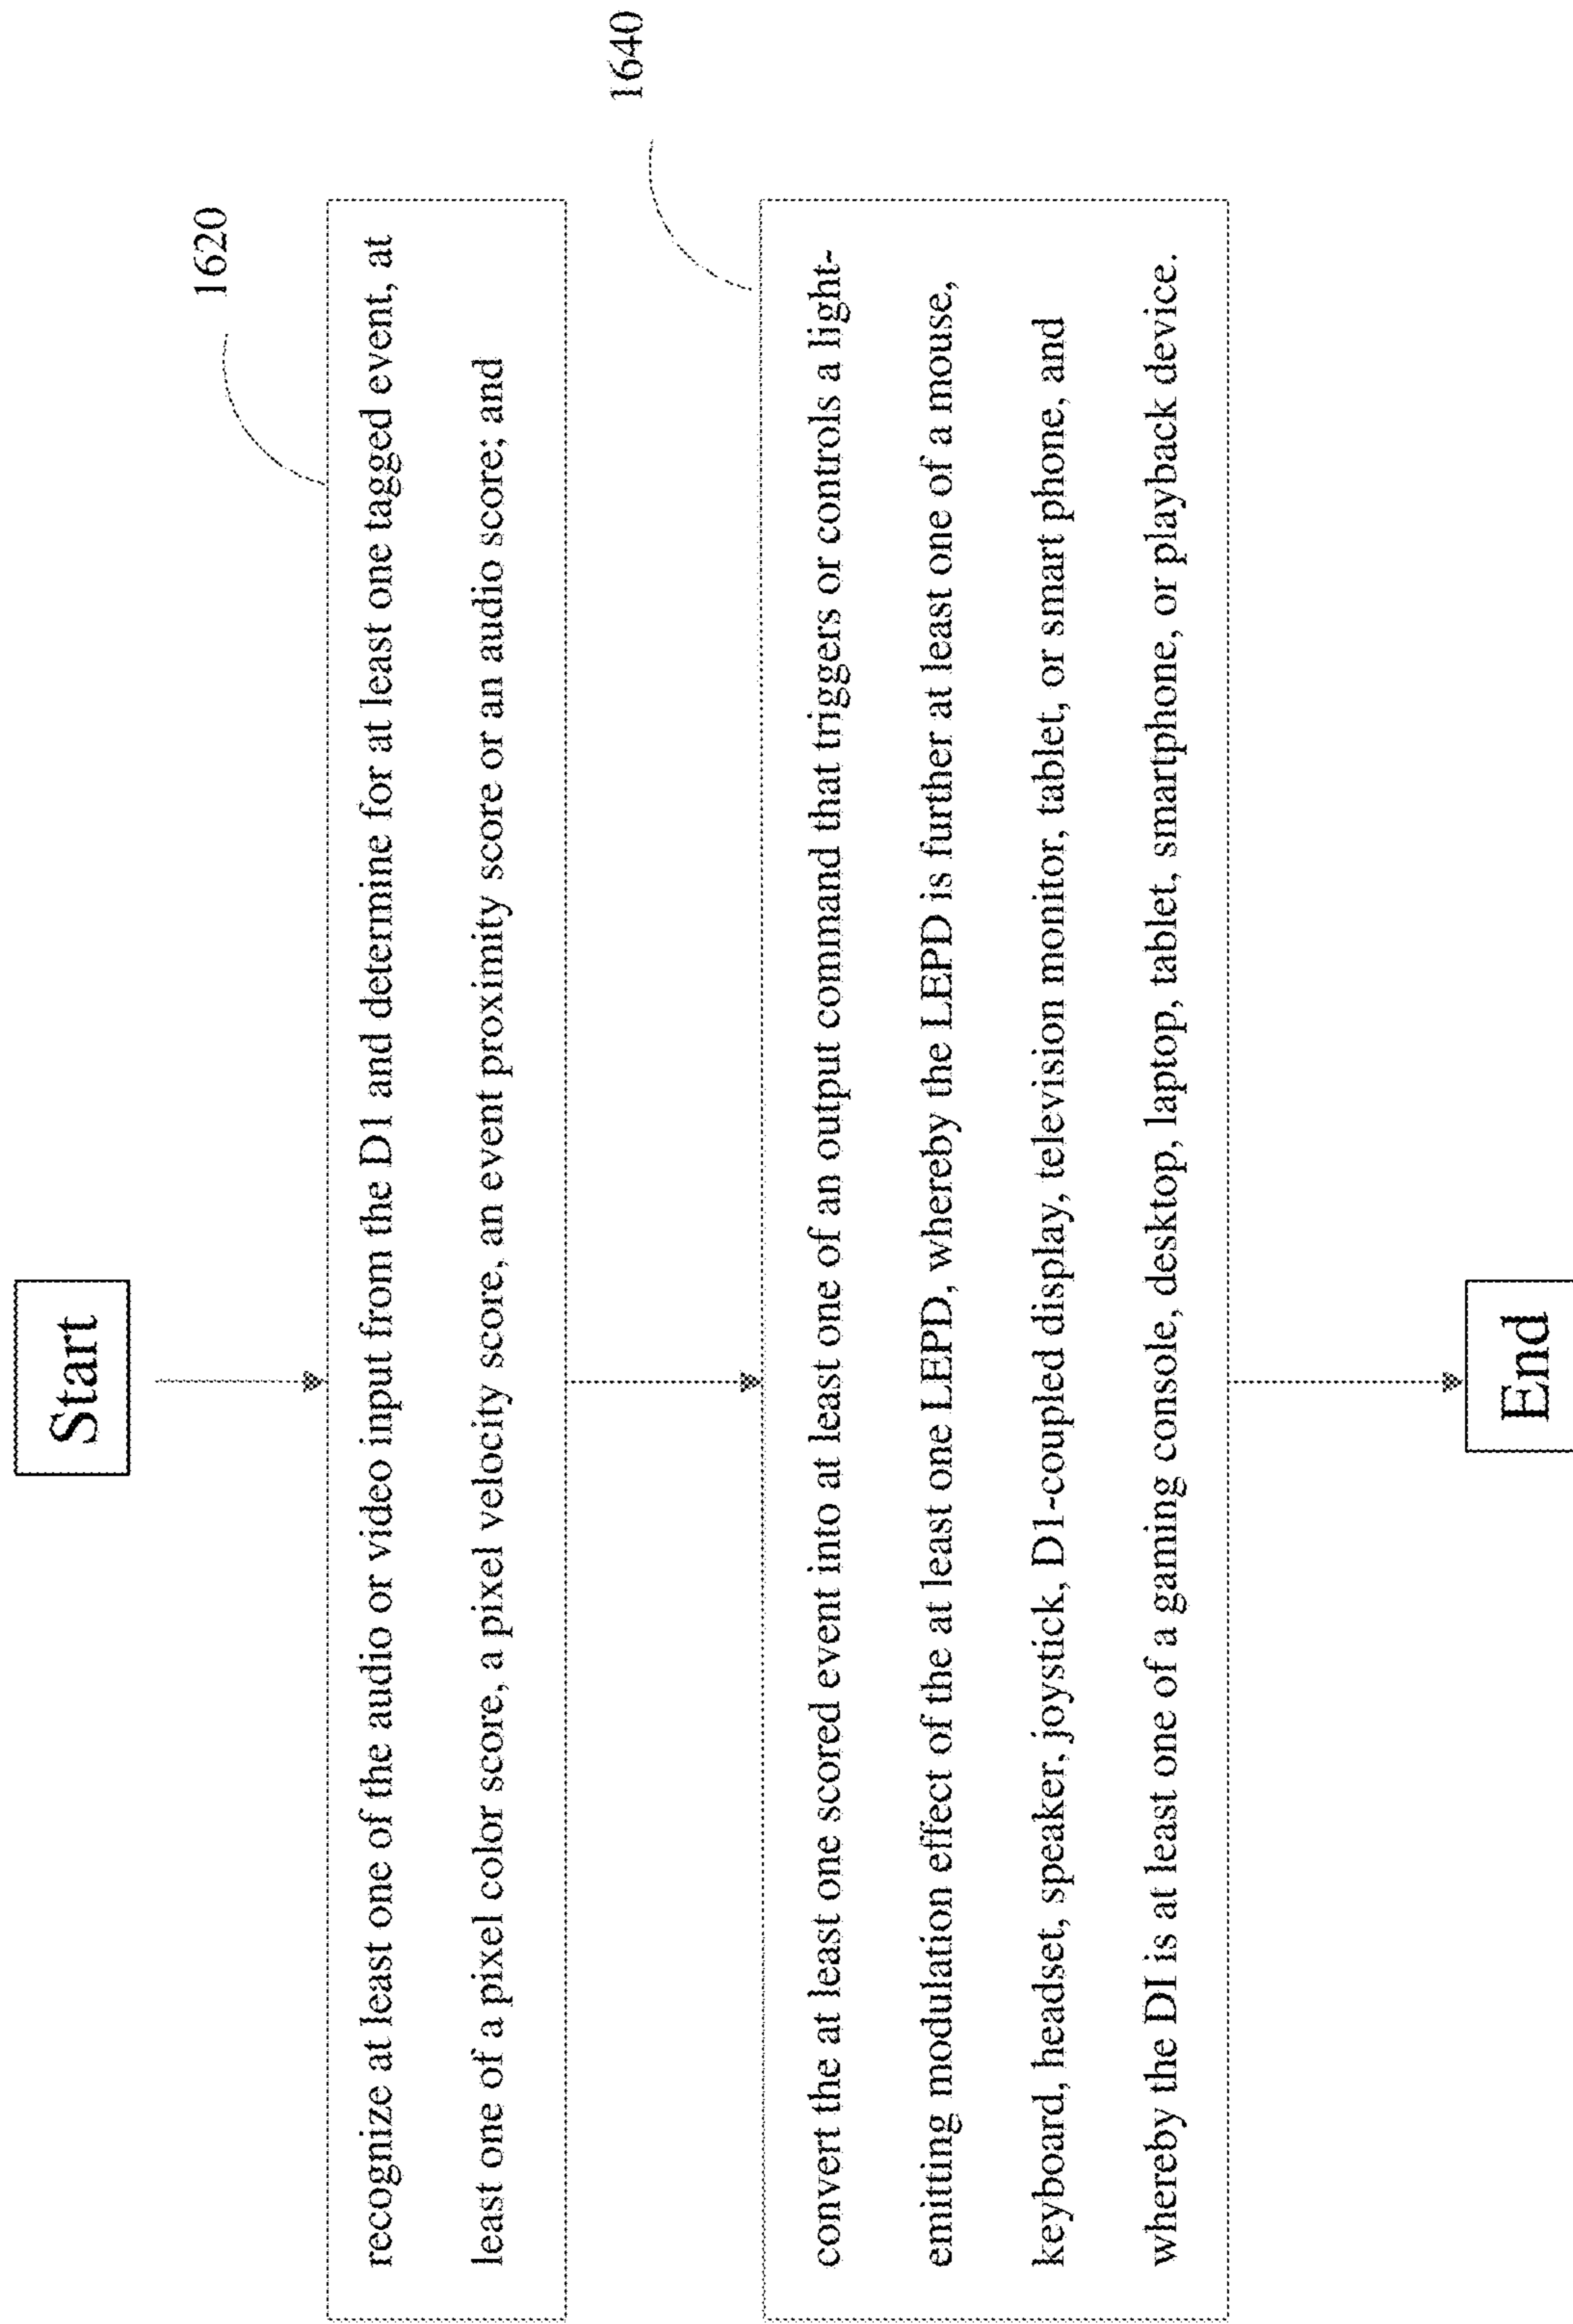 Start
1620
recognize at least one of the audio or video input from the D1 and determine for at least one tagged event, at
least one of a pixel color score, a pixel velocity score, an event proximity score or an audio score; and
1640
convert the at least one scored event into at least one of an output command that triggers or controls a light-
emitting modulation effect of the at least one LEPD, whereby the LEPD is further at least one of a mouse,
keyboard, headset, speaker, joystick, D1-coupled display, television monitor, tablet, or smart phone, and
whereby the DI is at least one of a gaming console, desktop, laptop, tablet, smartphone, or playback device.
End